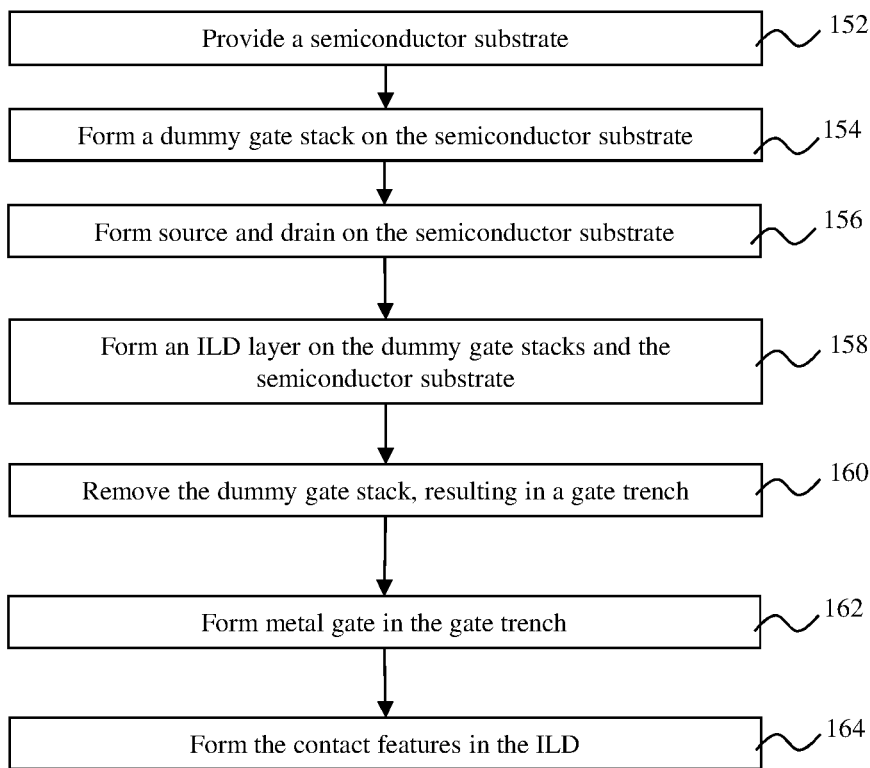 Provide a semiconductor substrate
152
Form a dummy gate stack on the semiconductor substrate
154
Form source and drain on the semiconductor substrate
156
Form an ILD layer on the dummy gate stacks and the
semiconductor substrate
158
Remove the dummy gate stack, resulting in a gate trench
160
Form metal gate in the gate trench
162
Form the contact features in the ILD
164